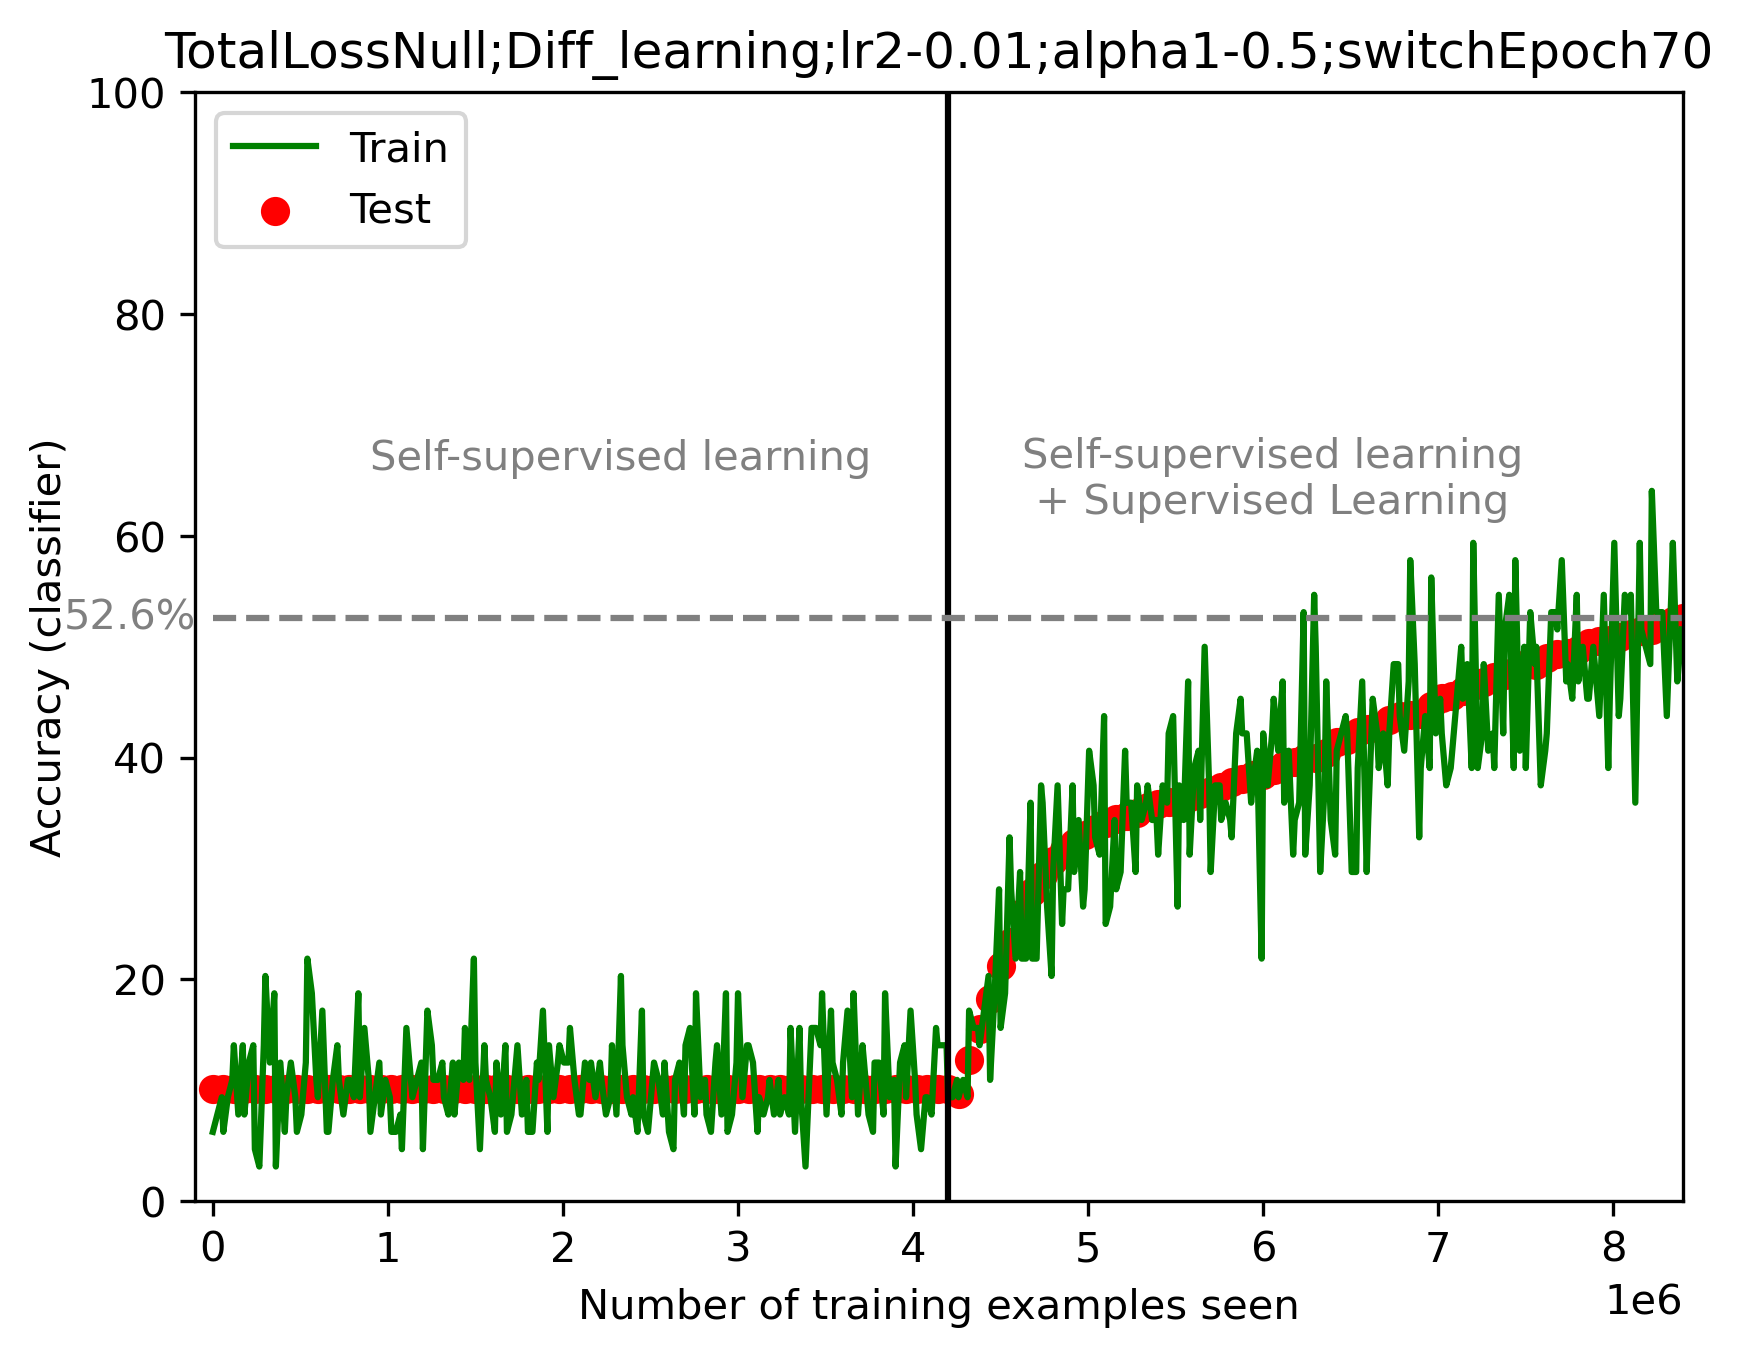 TotalLossNull;Diff_learning;lr2-0.01;alpha1-0.5;switchEpoch70
100
80
60
40
20
0
52.6%
Accuracy (classifier)
Train
Test
Self-supervised learning
Self-supervised learning
+ Supervised Learning
0 1 2 3 4 5 6 7 8
1e6
Number of training examples seen